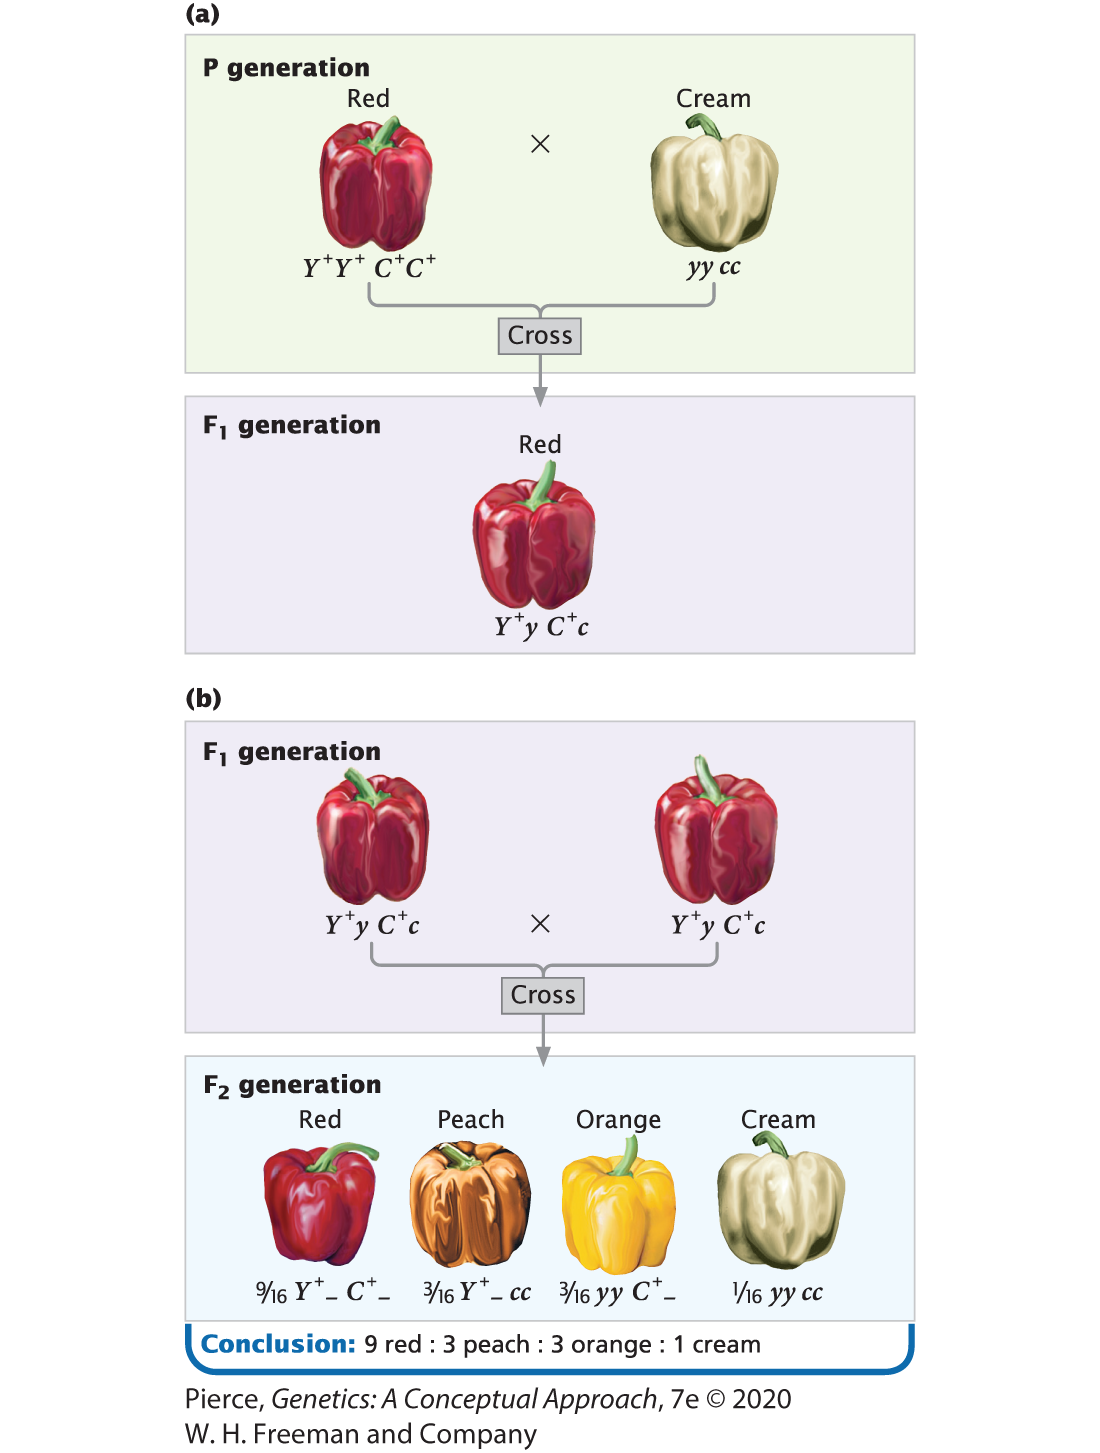 (a)
P generation
Red
Cream
×
Y⁺Y⁺ C⁺C⁺
yy cc
Cross
F₁ generation
Red
Y⁺y C⁺c
(b)
F₁ generation
Y⁺y C⁺c
×
Y⁺y C⁺c
Cross
F₂ generation
Red
Peach
Orange
Cream
9/16 Y⁺_ C⁺_
3/16 Y⁺_ cc
3/16 yy C⁺_
1/16 yy cc
Conclusion: 9 red : 3 peach : 3 orange : 1 cream
Pierce, Genetics: A Conceptual Approach, 7e © 2020
W. H. Freeman and Company